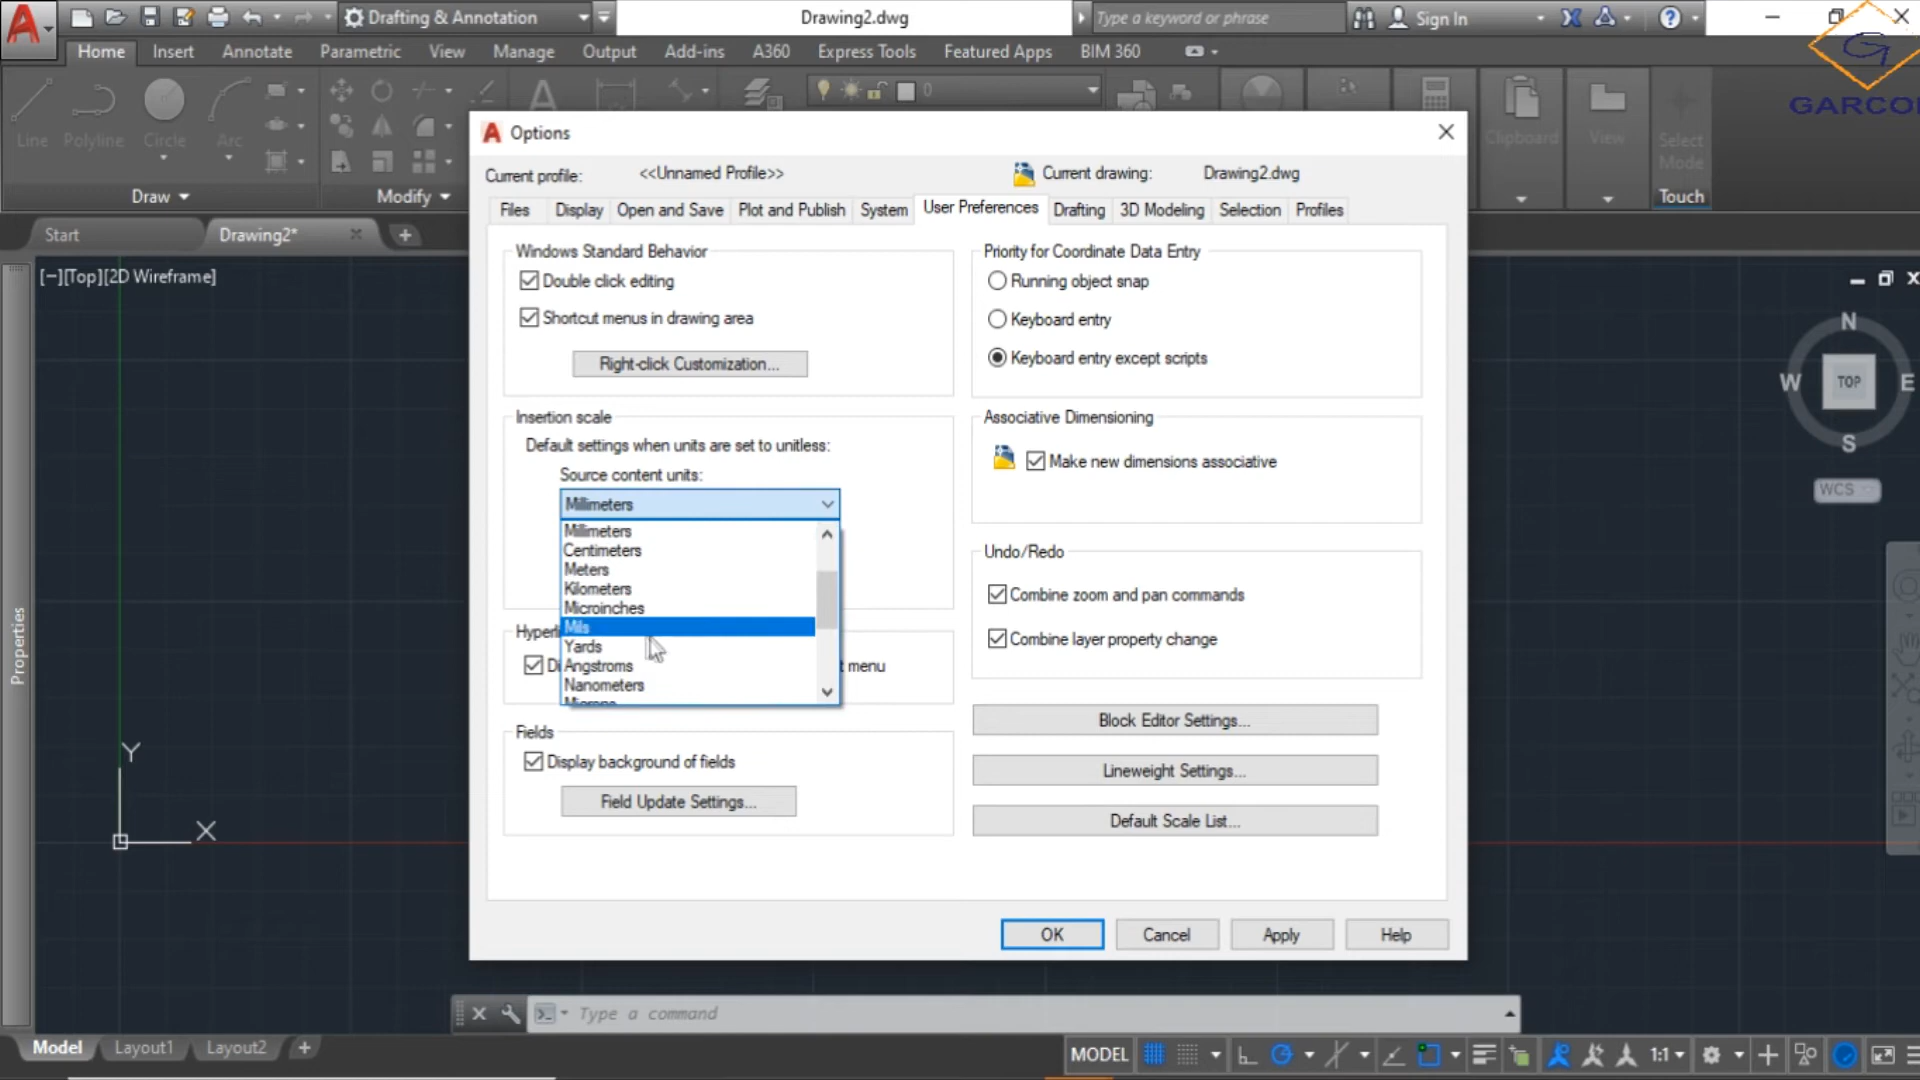 Drafting & Annotation
Drawing2.dwg
Type a keyword or phrase
Sign In
Home
Insert
Annotate
Parametric
View
Manage
Output
Add-ins
A360
Express Tools
Featured Apps
BIM 360
0
Line
Polyline
Circle
Arc
Clipboard
View
Select
Mode
Draw
Modify
Touch
GARCO
Start
Drawing2*
[−][Top][2D Wireframe]
Options
Current profile:
<<Unnamed Profile>>
Current drawing:
Drawing2.dwg
Files
Display
Open and Save
Plot and Publish
System
User Preferences
Drafting
3D Modeling
Selection
Profiles
Windows Standard Behavior
Double click editing
Shortcut menus in drawing area
Right-click Customization...
Insertion scale
Default settings when units are set to unitless:
Source content units:
Millimeters
Millimeters
Centimeters
Meters
Kilometers
Microinches
Mils
Yards
Angstroms
Nanometers
menu
Fields
Display background of fields
Field Update Settings...
Priority for Coordinate Data Entry
Running object snap
Keyboard entry
Keyboard entry except scripts
Associative Dimensioning
Make new dimensions associative
Undo/Redo
Combine zoom and pan commands
Combine layer property change
Block Editor Settings...
Lineweight Settings...
Default Scale List...
OK
Cancel
Apply
Help
N
W
TOP
E
S
WCS
Properties
Y
X
Type a command
Model
Layout1
Layout2
MODEL
1:1